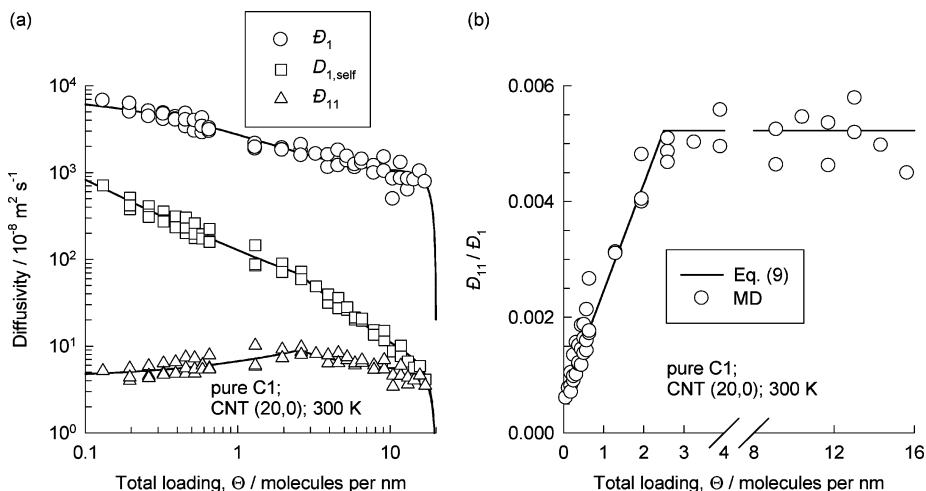 (a)
Đ₁
D₁,self
Đ₁₁
10⁴
10³
10²
10¹
10⁰
Diffusivity / 10⁻⁸ m² s⁻¹
pure C1;
CNT (20,0); 300 K
0.1
1
10
Total loading, Θ / molecules per nm
(b)
0.006
0.004
0.002
0.000
Đ₁₁ / Đ₁
Eq. (9)
MD
pure C1;
CNT (20,0); 300 K
0 1 2 3 4 8 10 12 14 16
Total loading, Θ / molecules per nm